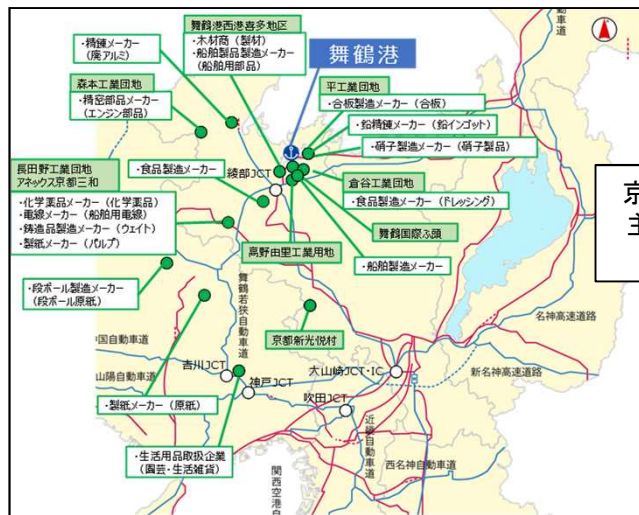 舞鶴港西港喜多地区
・木材商（製材）
・船舶製品製造メーカー
（船舶用部品）
舞鶴港
・精錬メーカー
（廃アルミ）
森本工業団地
・精密部品メーカー
（エンジン部品）
平工業団地
・合板製造メーカー（合板）
・鉛精錬メーカー（鉛インゴット）
・硝子製造メーカー（硝子製品）
長田野工業団地
アネックス京都三和
・化学薬品メーカー（化学薬品）
・電線メーカー（船舶用電線）
・鋳造品製造メーカー（ウェイト）
・製紙メーカー（パルプ）
・食品製造メーカー
綾部JCT
倉谷工業団地
・食品製造メーカー（ドレッシング）
舞鶴国際ふ頭
・船舶製造メーカー
高野由里工業用地
・段ボール製造メーカー
（段ボール原紙）
舞鶴若狭自動車道
京都新光悦村
中国自動車道
山陽自動車道
吉川JCT
神戸JCT
大山崎JCT・IC
吹田JCT
名神高速道路
新名神高速道路
・製紙メーカー（原紙）
近畿自動車道
西名神自動車道
・生活用品取扱企業
（園芸・生活雑貨）
関西空港自
自動車道
京
主